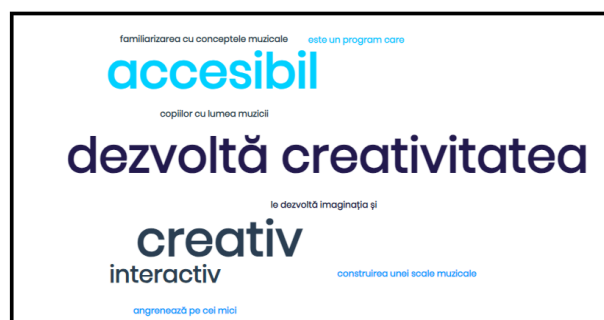 familiarizarea cu conceptele muzicale este un program care
accesibil
copiilor cu lumea muzicii
dezvoltă creativitatea
le dezvoltă imaginația și
creativ
interactiv construirea unei scale muzicale
angrenează pe cei mici